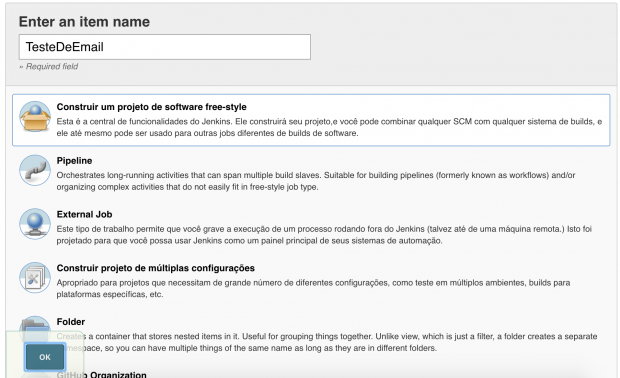 Enter an item name
TesteDeEmail
« Required field
Construir um projeto de software free-style
Esta é a central de funcionalidades do Jenkins. Ele construirá seu projeto,e você pode combinar qualquer SCM com qualquer sistema de builds, e
ele até mesmo pode ser usado para outras jobs diferentes de builds de software.
Pipeline
Orchestrates long-running activities that can span multiple build slaves. Suitable for building pipelines (formerly known as workflows) and/or
organizing complex activities that do not easily fit in free-style job type.
External Job
Este tipo de trabalho permite que você grave a execução de um processo rodando fora do Jenkins (talvez até de uma máquina remota.) Isto foi
projetado para que você possa usar Jenkins como um painel principal de seus sistemas de automação.
Construir projeto de múltiplas configurações
Apropriado para projetos que necessitam de grande número de diferentes configurações, como teste em múltiplos ambientes, builds para
plataformas específicas, etc.
Folder
Creates a container that stores nested items in it. Useful for grouping things together. Unlike view, which is just a filter, a folder creates a separate
so you can have multiple things of the same name as long as they are in different folders.
OK
GitHub Organization